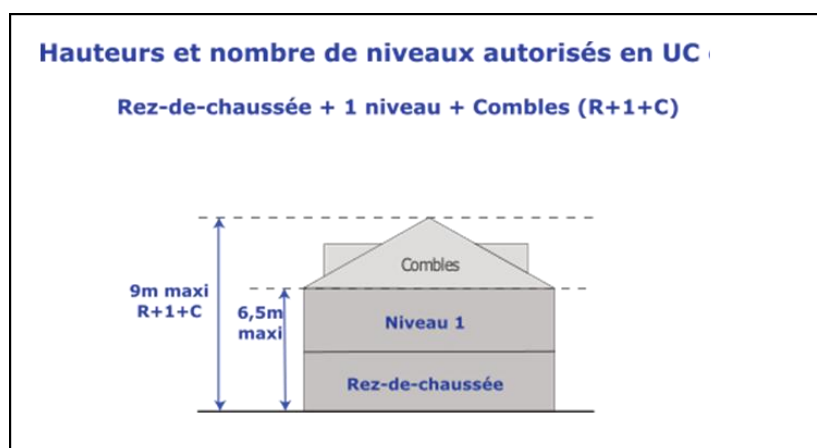 Hauteurs et nombre de niveaux autorisés en UC
Rez-de-chaussée + 1 niveau + Combles (R+1+C)
Combles
9m maxi
R+1+C
6,5m
maxi
Niveau 1
Rez-de-chaussée